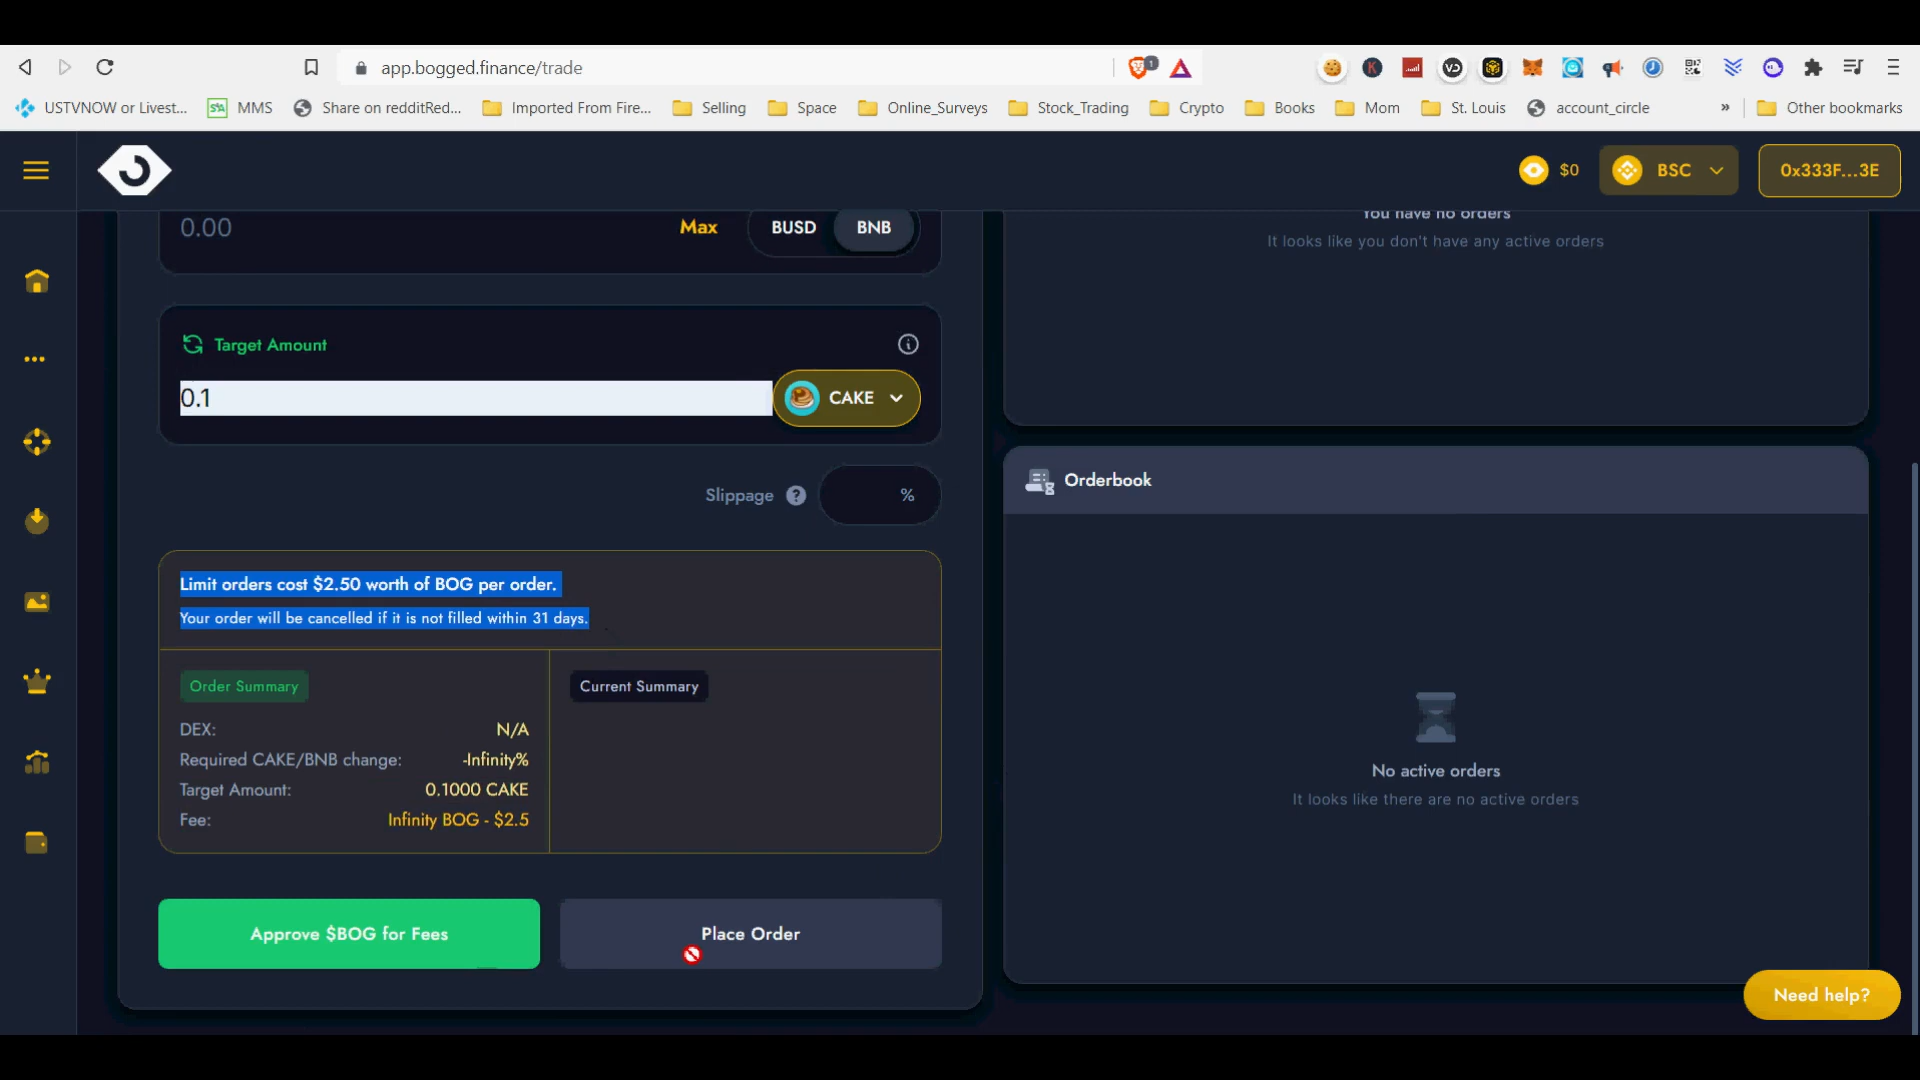 app.bogged.finance/trade
1
USTVNOW or Livest...
MMS
Share on redditRed...
Imported From Fire...
Selling
Space
Online_Surveys
Stock_Trading
Crypto
Books
Mom
St. Louis
account_circle
»
Other bookmarks
$0
BSC
0x333F...3E
0.00
Max
BUSD
BNB
You have no orders
It looks like you don't have any active orders
Target Amount
0.1
CAKE
Slippage
%
Orderbook
Limit orders cost $2.50 worth of BOG per order.
Your order will be cancelled if it is not filled within 31 days.
Order Summary
Current Summary
DEX: N/A
Required CAKE/BNB change: -Infinity%
Target Amount: 0.1000 CAKE
Fee: Infinity BOG - $2.5
No active orders
It looks like there are no active orders
Approve $BOG for Fees
Place Order
Need help?